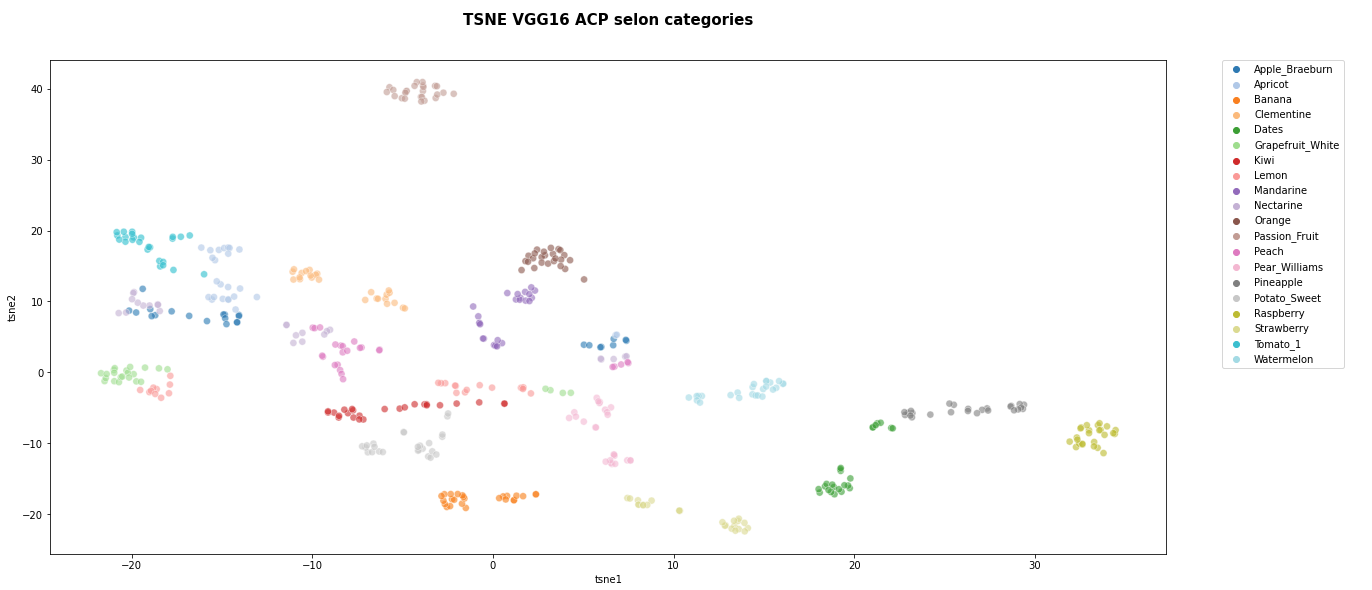 TSNE VGG16 ACP selon categories
tsne2
40
30
20
10
0
−10
−20
−20
−10
0
10
20
30
tsne1
Apple_Braeburn
Apricot
Banana
Clementine
Dates
Grapefruit_White
Kiwi
Lemon
Mandarine
Nectarine
Orange
Passion_Fruit
Peach
Pear_Williams
Pineapple
Potato_Sweet
Raspberry
Strawberry
Tomato_1
Watermelon